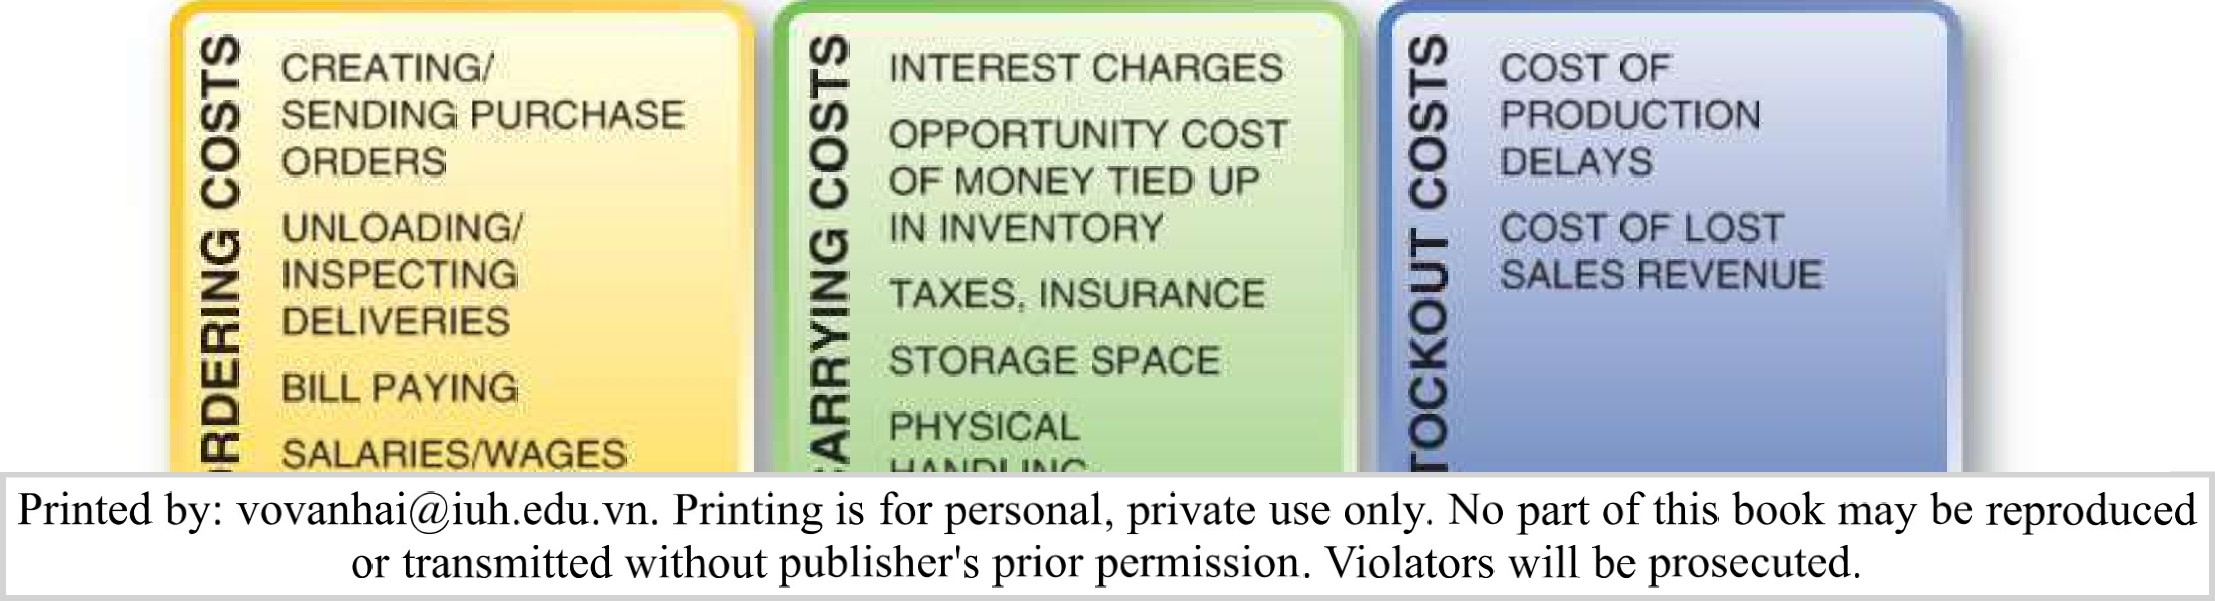 ORDERING COSTS
CREATING/
SENDING PURCHASE
ORDERS
UNLOADING/
INSPECTING
DELIVERIES
BILL PAYING
SALARIES/WAGES
CARRYING COSTS
INTEREST CHARGES
OPPORTUNITY COST
OF MONEY TIED UP
IN INVENTORY
TAXES, INSURANCE
STORAGE SPACE
PHYSICAL
HANDLING
STOCKOUT COSTS
COST OF
PRODUCTION
DELAYS
COST OF LOST
SALES REVENUE
Printed by: vovanhai@iuh.edu.vn. Printing is for personal, private use only. No part of this book may be reproduced
or transmitted without publisher's prior permission. Violators will be prosecuted.